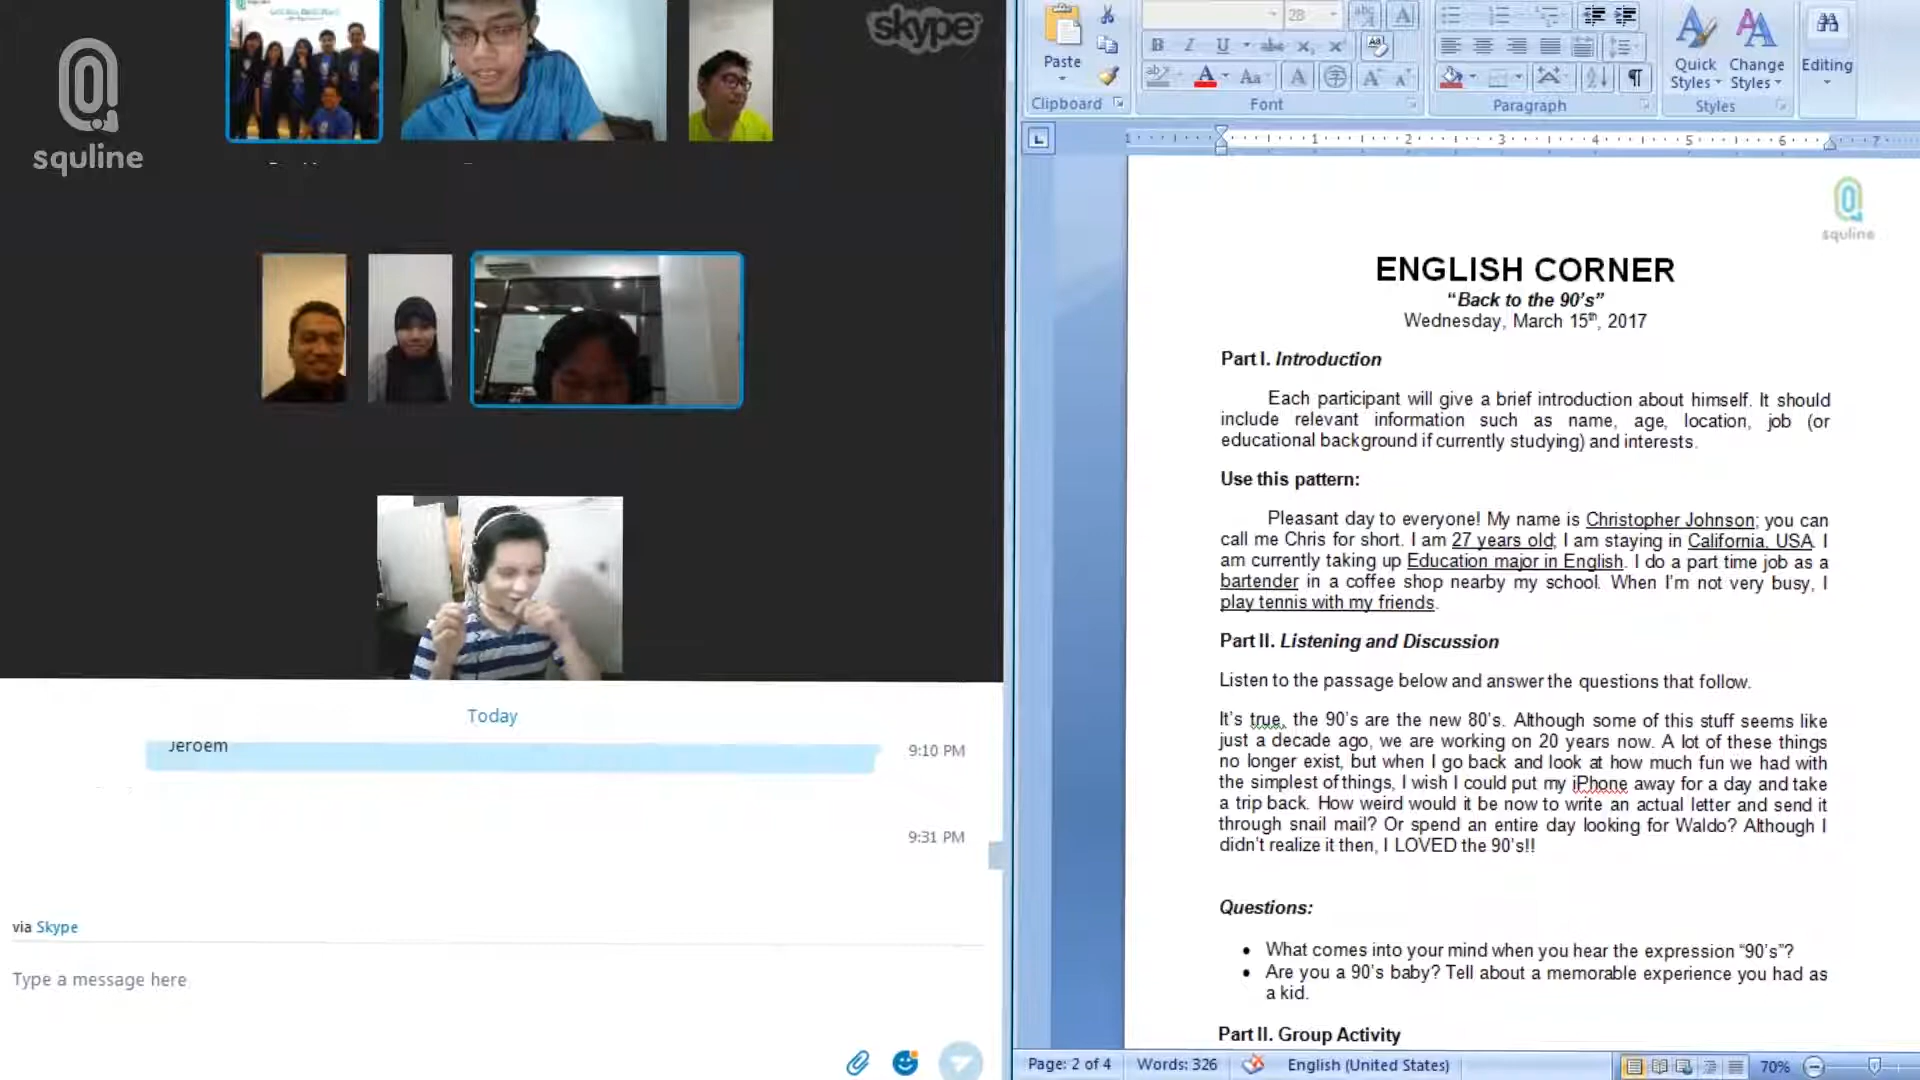 squline
skype
Today
Jeroem
9:10 PM
9:31 PM
via Skype
Type a message here
Paste
Clipboard
28
Font
Paragraph
Quick Styles
Change Styles
Styles
Editing
1 1 2 3 4 5 6 7
squline
ENGLISH CORNER
“Back to the 90’s”
Wednesday, March 15th, 2017
Part I. Introduction
Each participant will give a brief introduction about himself. It should
include relevant information such as name, age, location, job (or
educational background if currently studying) and interests.
Use this pattern:
Pleasant day to everyone! My name is Christopher Johnson; you can
call me Chris for short. I am 27 years old; I am staying in California, USA. I
am currently taking up Education major in English. I do a part time job as a
bartender in a coffee shop nearby my school. When I’m not very busy, I
play tennis with my friends.
Part II. Listening and Discussion
Listen to the passage below and answer the questions that follow.
It’s true, the 90’s are the new 80’s. Although some of this stuff seems like
just a decade ago, we are working on 20 years now. A lot of these things
no longer exist, but when I go back and look at how much fun we had with
the simplest of things, I wish I could put my iPhone away for a day and take
a trip back. How weird would it be now to write an actual letter and send it
through snail mail? Or spend an entire day looking for Waldo? Although I
didn’t realize it then, I LOVED the 90’s!!
Questions:
• What comes into your mind when you hear the expression “90’s”?
• Are you a 90’s baby? Tell about a memorable experience you had as
a kid.
Part II. Group Activity
Page: 2 of 4
Words: 326
English (United States)
70%